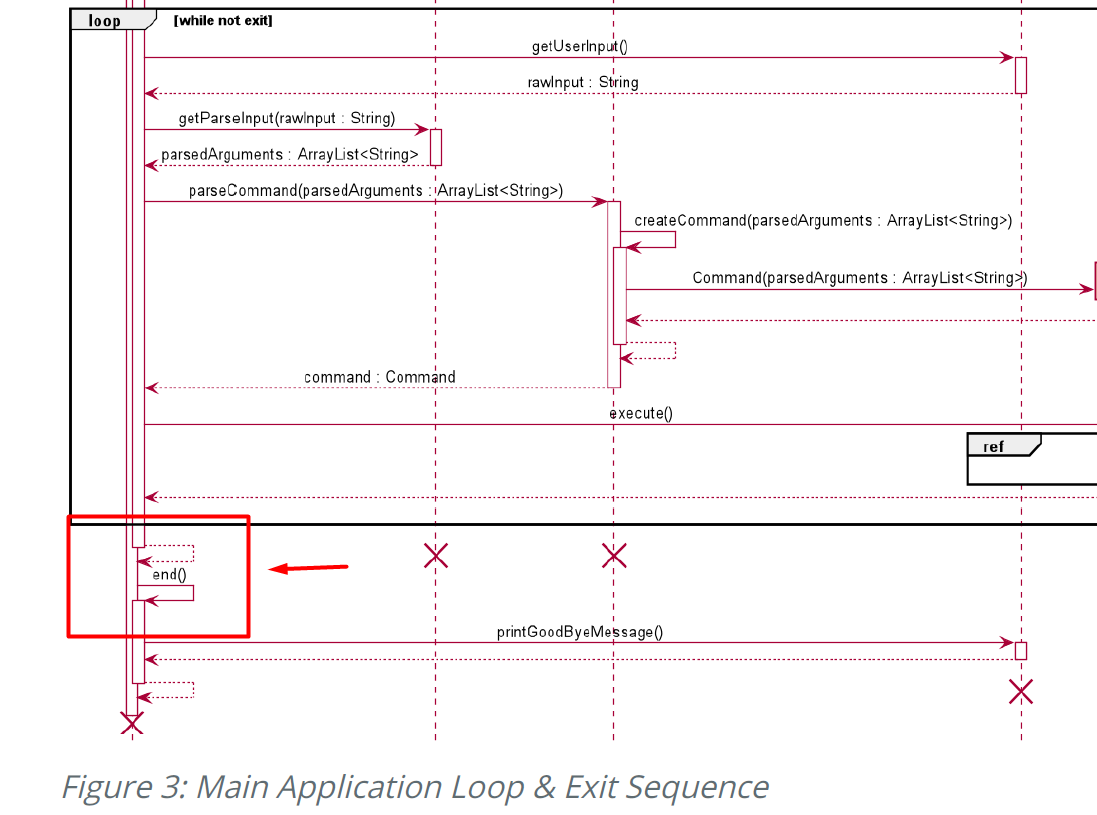 loop [while not exit]
getUserInput()
rawInput : String
getParseInput(rawInput : String)
parsedArguments : ArrayList<String>
parseCommand(parsedArguments : ArrayList<String>)
createCommand(parsedArguments : ArrayList<String>)
Command(parsedArguments : ArrayList<String>)
command : Command
execute()
ref
end()
printGoodByeMessage()
Figure 3: Main Application Loop & Exit Sequence